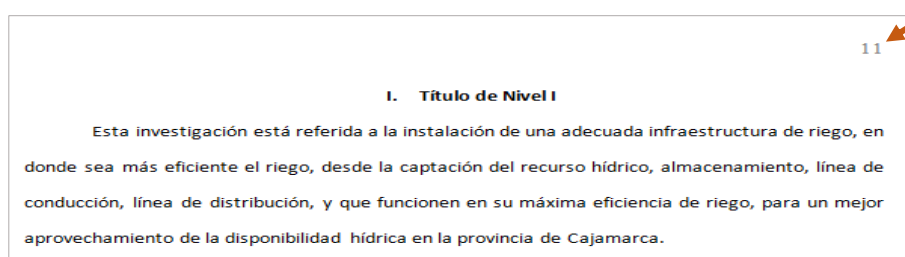 11
I. Título de Nivel I
Esta investigación está referida a la instalación de una adecuada infraestructura de riego, en
donde sea más eficiente el riego, desde la captación del recurso hídrico, almacenamiento, línea de
conducción, línea de distribución, y que funcionen en su máxima eficiencia de riego, para un mejor
aprovechamiento de la disponibilidad hídrica en la provincia de Cajamarca.